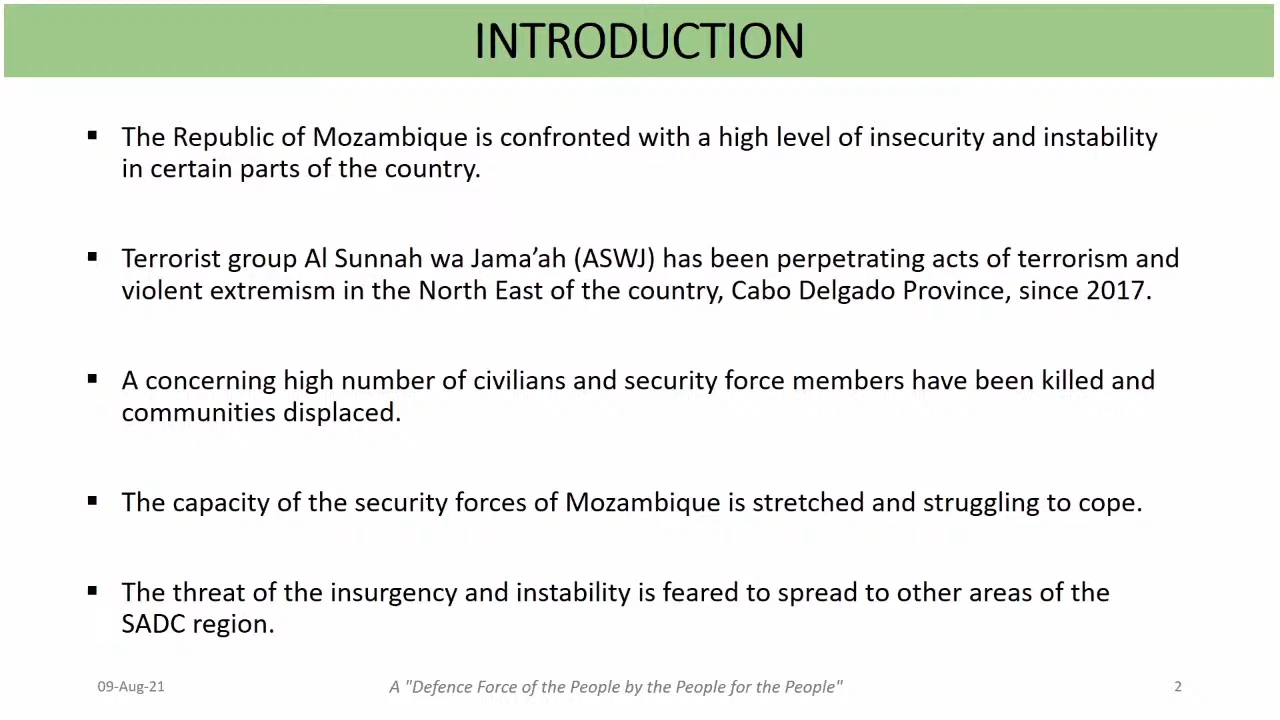 INTRODUCTION
▪ The Republic of Mozambique is confronted with a high level of insecurity and instability
in certain parts of the country.
▪ Terrorist group Al Sunnah wa Jama’ah (ASWJ) has been perpetrating acts of terrorism and
violent extremism in the North East of the country, Cabo Delgado Province, since 2017.
▪ A concerning high number of civilians and security force members have been killed and
communities displaced.
▪ The capacity of the security forces of Mozambique is stretched and struggling to cope.
▪ The threat of the insurgency and instability is feared to spread to other areas of the
SADC region.
09-Aug-21 A "Defence Force of the People by the People for the People" 2